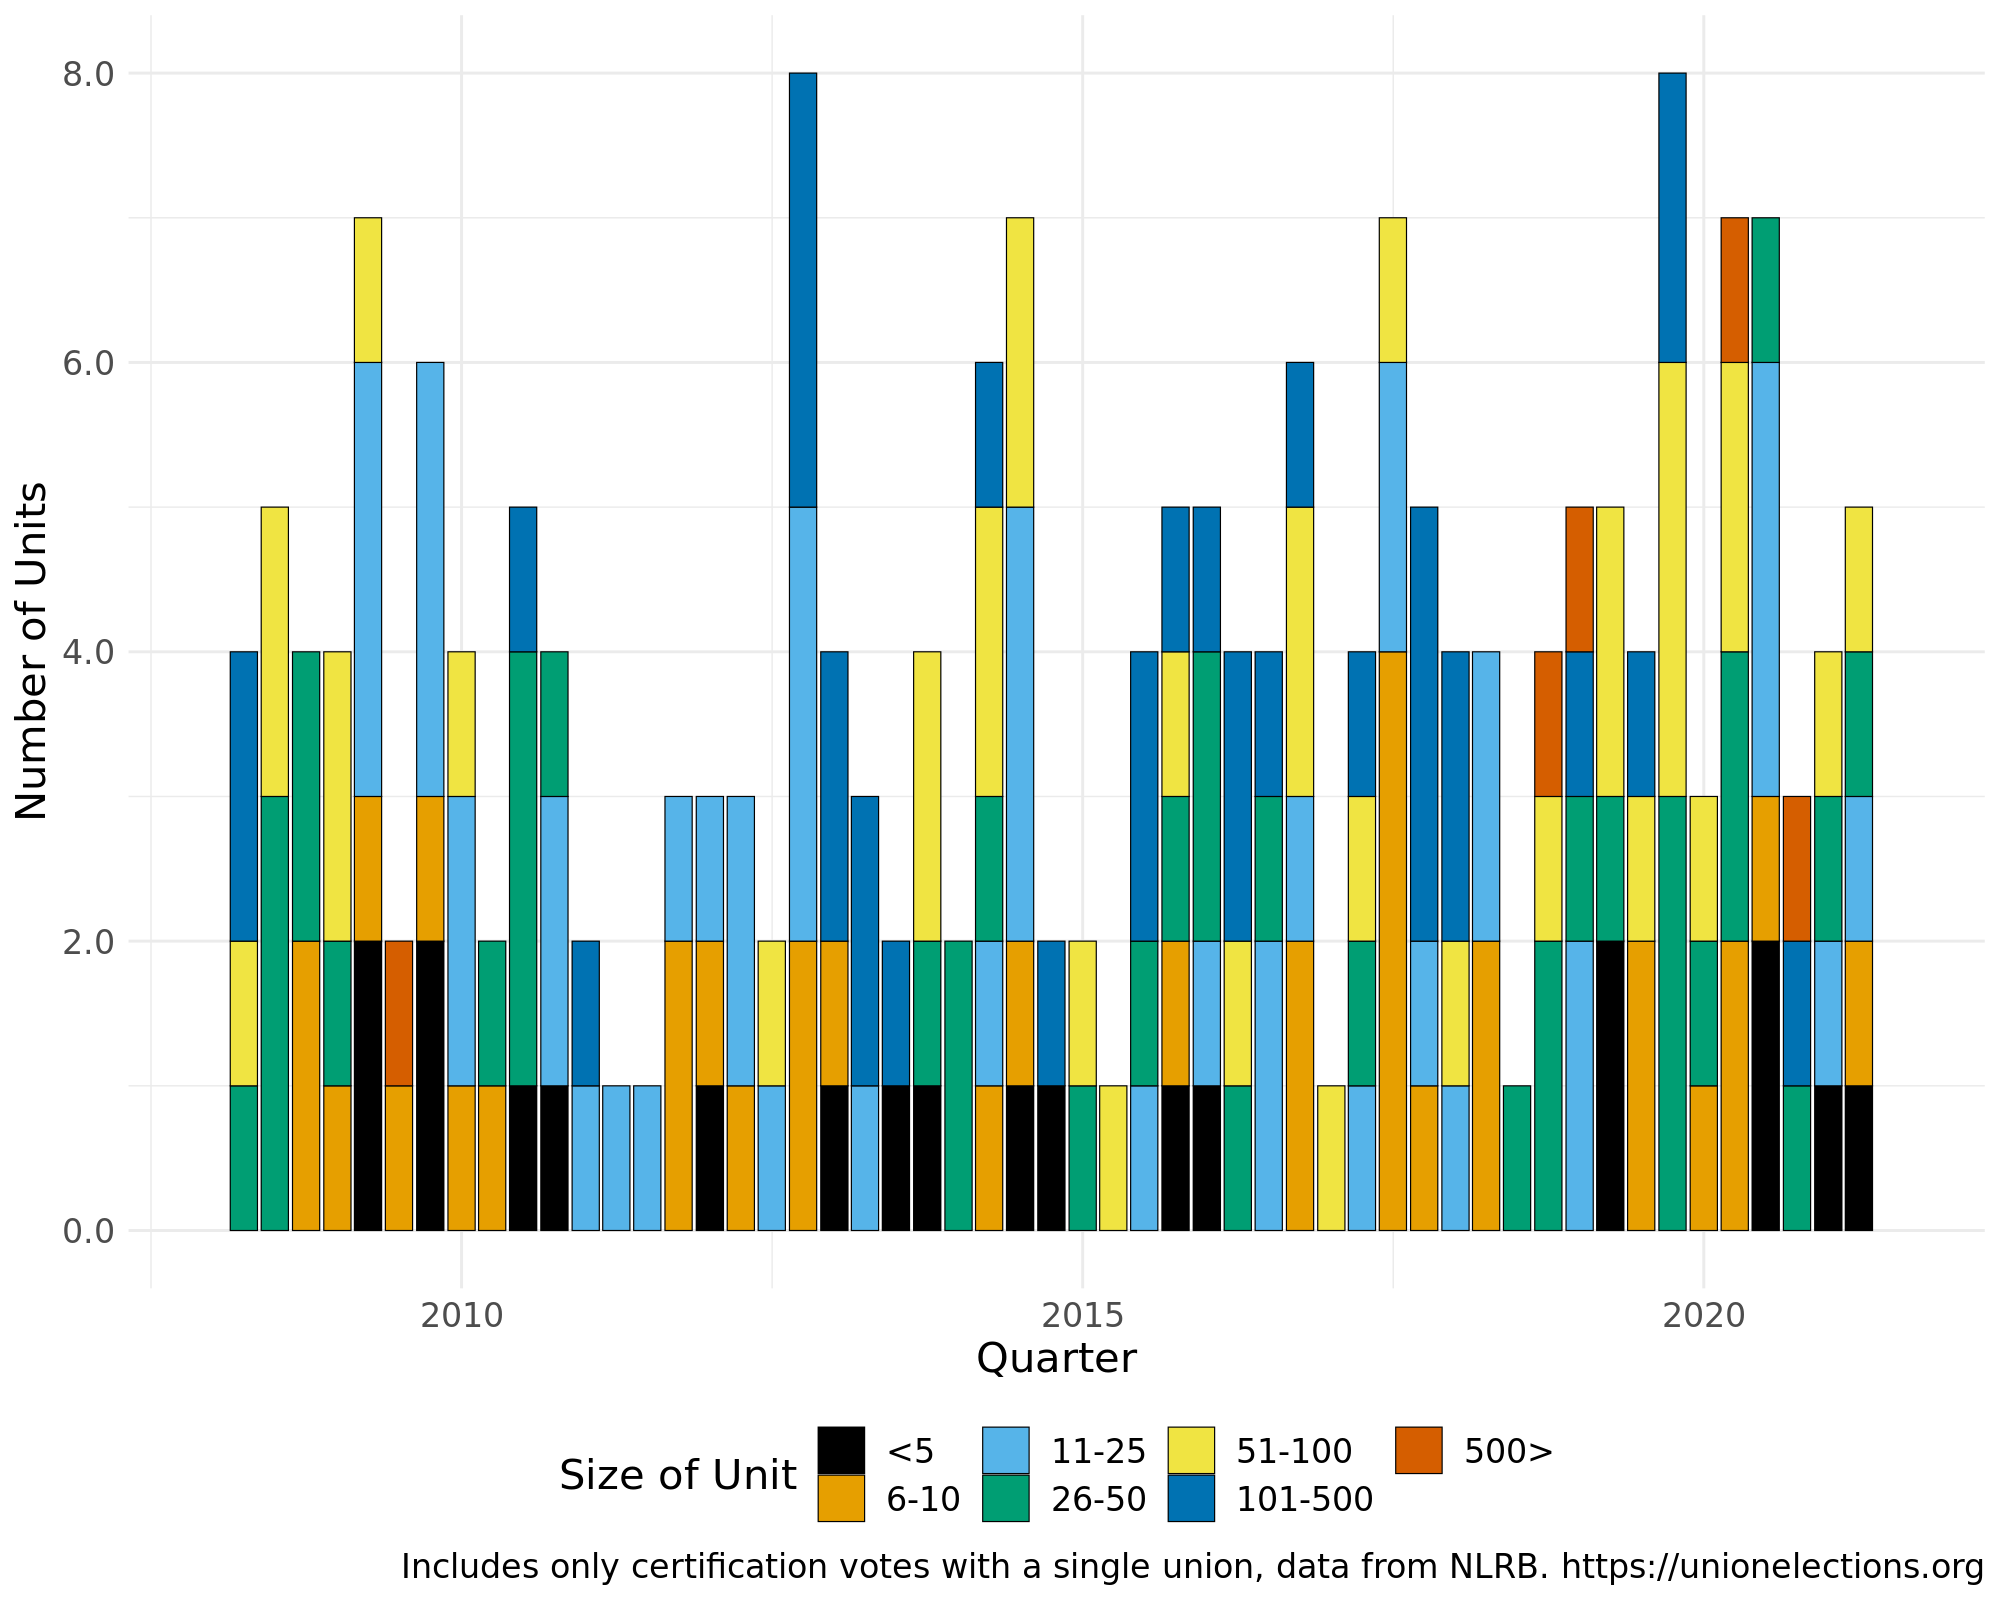 8.0
6.0
4.0
2.0
0.0
Number of Units
2010 2015 2020
Quarter
Size of Unit
<5 11-25 51-100 500>
6-10 26-50 101-500
Includes only certification votes with a single union, data from NLRB. https://unionelections.org